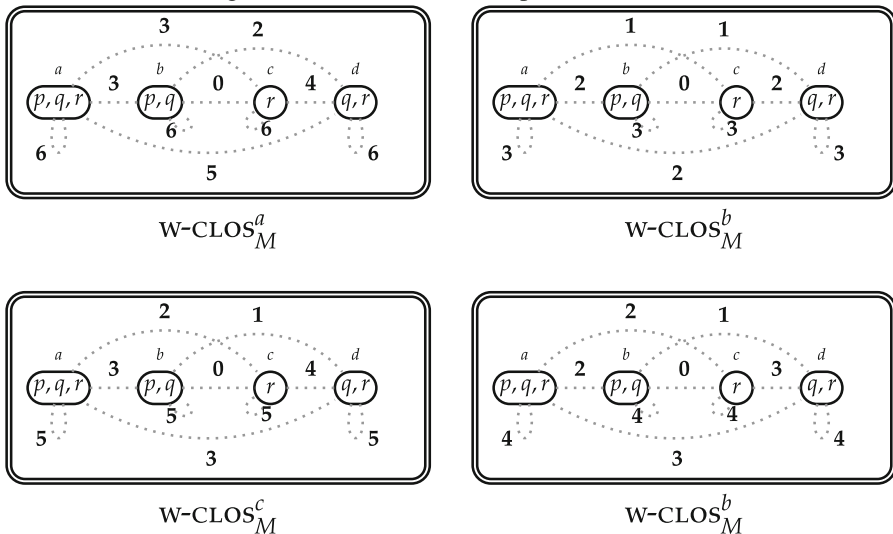 3 2 1 1
a b c d a b c d
3 0 4 2 0 2
p, q, r p, q r q, r p, q, r p, q r q, r
6 6 3 3
6 6 3 3
5 2
W-CLOS^a_M W-CLOS^b_M
2 1 2 1
a b c d a b c d
3 0 4 2 0 3
p, q, r p, q r q, r p, q, r p, q r q, r
5 5 4 4
5 5 4 4
3 3
W-CLOS^c_M W-CLOS^b_M